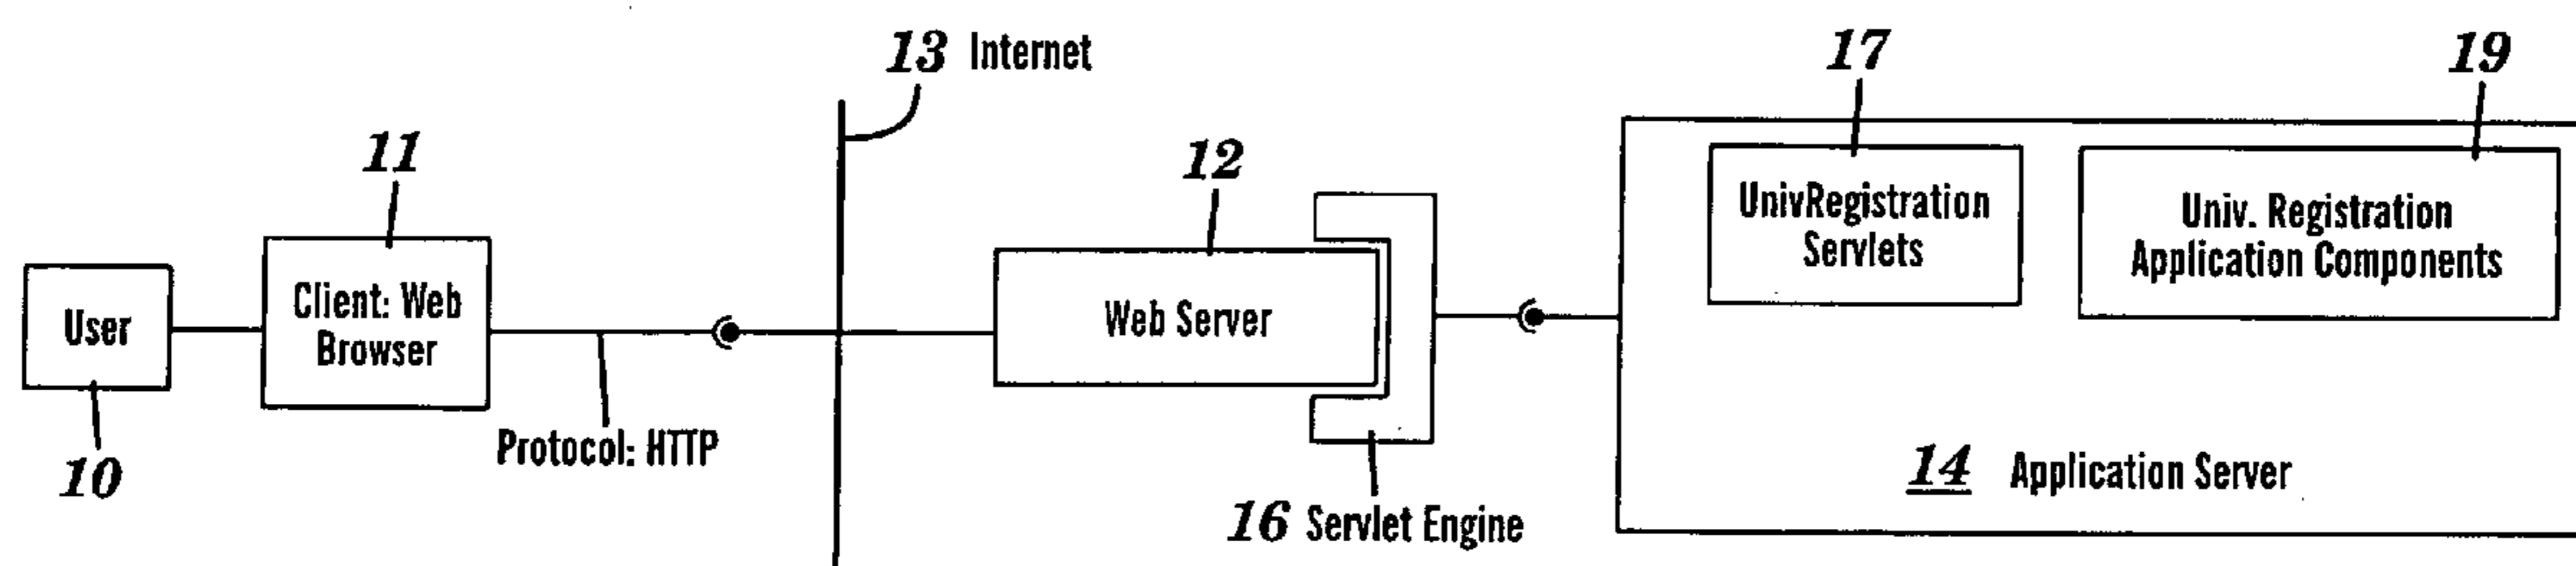 13 Internet
17
19
11
12
UnivRegistration
Servlets
Univ. Registration
Application Components
User
Client: Web
Browser
Web Server
Protocol: HTTP
10
14 Application Server
16 Servlet Engine